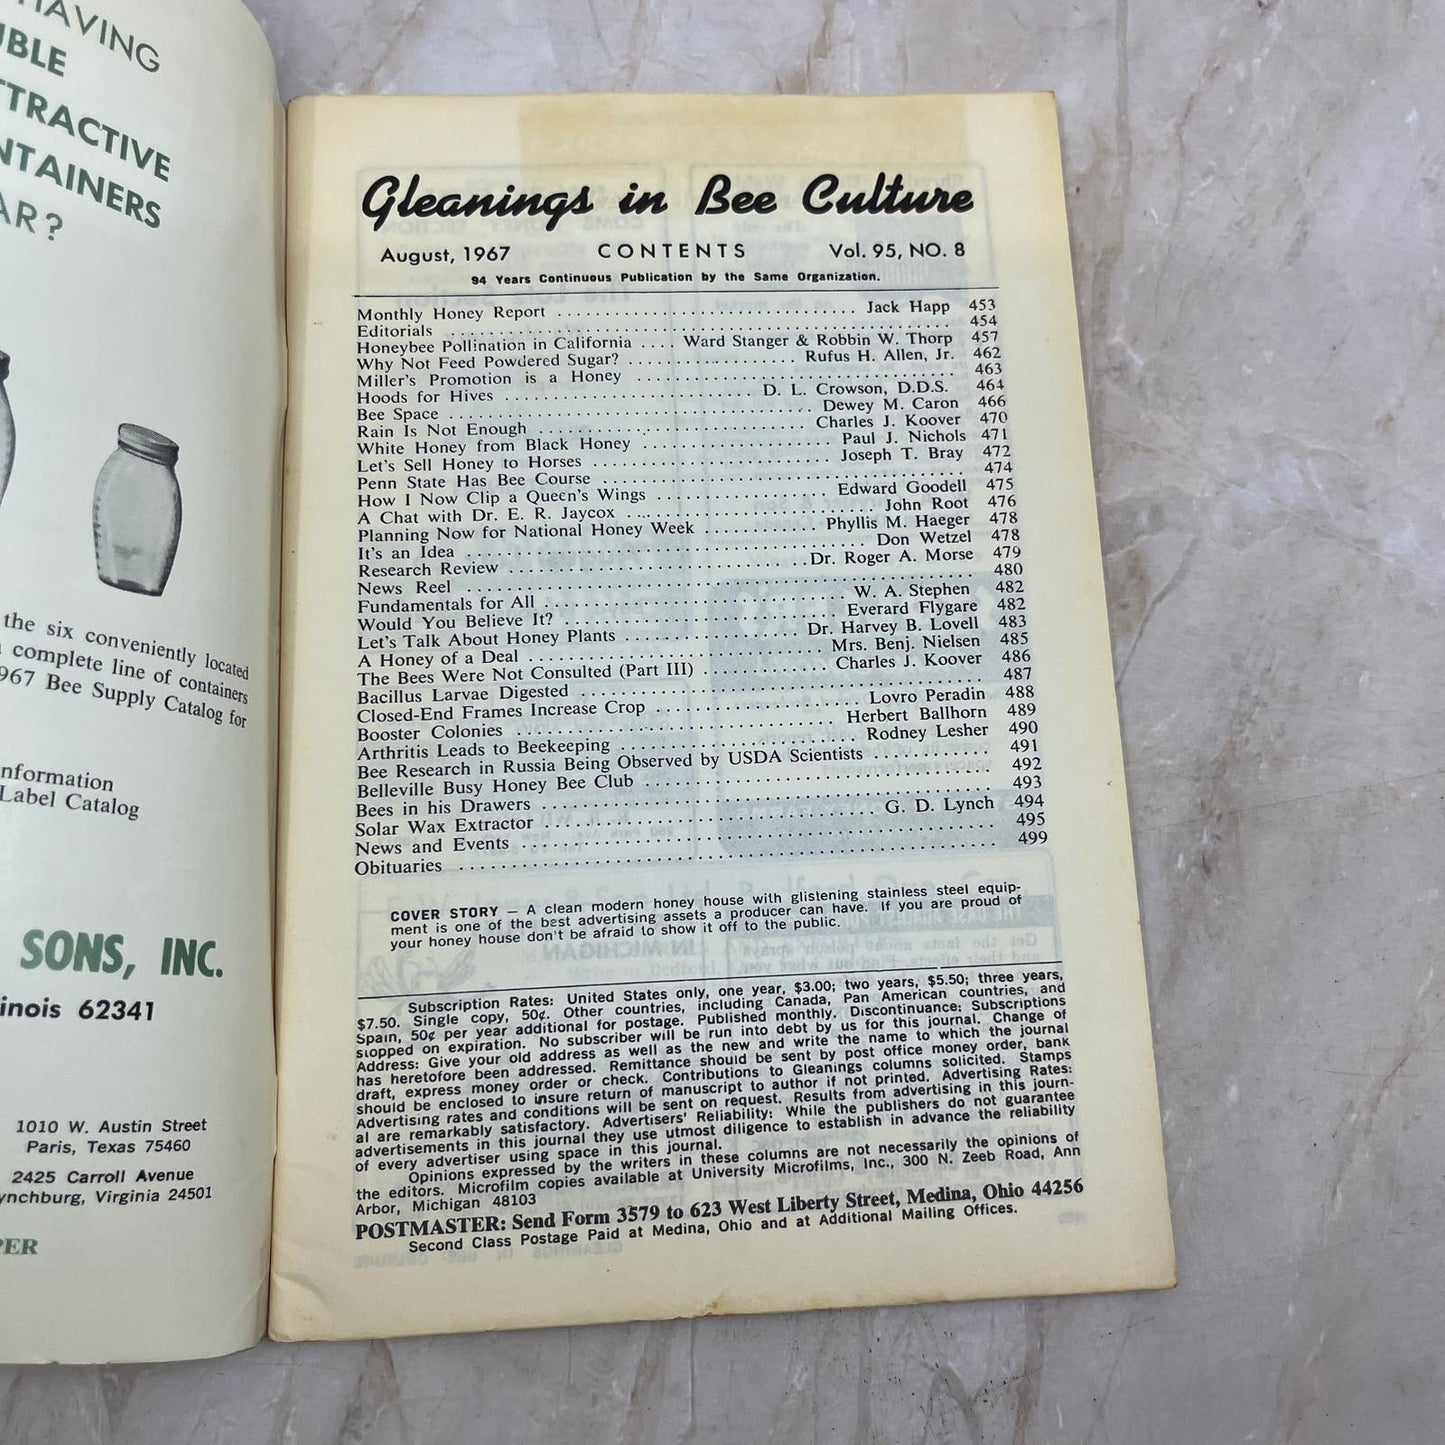 HAVING
UBLE
TTRACTIVE
NTAINERS
AR?
the six conveniently located
complete line of containers
967 Bee Supply Catalog for
nformation
Label Catalog
SONS, INC.
inois 62341
1010 W. Austin Street
Paris, Texas 75460
2425 Carroll Avenue
ynchburg, Virginia 24501
PER
Gleanings in Bee Culture
August, 1967 CONTENTS Vol. 95, NO. 8
94 Years Continuous Publication by the Same Organization.
Monthly Honey Report .......... Jack Happ 453
Editorials .......... 454
Honeybee Pollination in California .... Ward Stanger & Robbin W. Thorp 457
Why Not Feed Powdered Sugar? .......... Rufus H. Allen, Jr. 462
Miller's Promotion is a Honey .......... 463
Hoods for Hives .......... D. L. Crowson, D.D.S. 464
Bee Space .......... Dewey M. Caron 466
Rain Is Not Enough .......... Charles J. Koover 470
White Honey from Black Honey .......... Paul J. Nichols 471
Let's Sell Honey to Horses .......... Joseph T. Bray 472
Penn State Has Bee Course .......... 474
How I Now Clip a Queen's Wings .......... Edward Goodell 475
A Chat with Dr. E. R. Jaycox .......... John Root 476
Planning Now for National Honey Week .......... Phyllis M. Haeger 478
It's an Idea .......... Don Wetzel 478
Research Review .......... Dr. Roger A. Morse 479
News Reel .......... 480
Fundamentals for All .......... W. A. Stephen 482
Would You Believe It? .......... Everard Flygare 482
Let's Talk About Honey Plants .......... Dr. Harvey B. Lovell 483
A Honey of a Deal .......... Mrs. Benj. Nielsen 485
The Bees Were Not Consulted (Part III) .......... Charles J. Koover 486
Bacillus Larvae Digested .......... 487
Closed-End Frames Increase Crop .......... Lovro Peradin 488
Booster Colonies .......... Herbert Ballhorn 489
Arthritis Leads to Beekeeping .......... Rodney Lesher 490
Bee Research in Russia Being Observed by USDA Scientists .......... 491
Belleville Busy Honey Bee Club .......... 492
Bees in his Drawers .......... 493
Solar Wax Extractor .......... G. D. Lynch 494
News and Events .......... 495
Obituaries .......... 499
COVER STORY — A clean modern honey house with glistening stainless steel equip-
ment is one of the best advertising assets a producer can have. If you are proud of
your honey house don't be afraid to show it off to the public.
Subscription Rates: United States only, one year, $3.00; two years, $5.50; three years,
$7.50. Single copy, 50¢. Other countries, including Canada, Pan American countries, and
Spain, 50¢ per year additional for postage. Published monthly. Discontinuance: Subscriptions
stopped on expiration. No subscriber will be run into debt by us for this journal. Change of
Address: Give your old address as well as the new and write the name to which the journal
has heretofore been addressed. Remittance should be sent by post office money order, bank
draft, express money order or check. Contributions to Gleanings columns solicited. Stamps
should be enclosed to insure return of manuscript to author if not printed. Advertising Rates:
Advertising rates and conditions will be sent on request. Results from advertising in this journ-
al are remarkably satisfactory. Advertisers' Reliability: While the publishers do not guarantee
advertisements in this journal they use utmost diligence to establish in advance the reliability
of every advertiser using space in this journal.
Opinions expressed by the writers in these columns are not necessarily the opinions of
the editors. Microfilm copies available at University Microfilms, Inc., 300 N. Zeeb Road, Ann
Arbor, Michigan 48103
POSTMASTER: Send Form 3579 to 623 West Liberty Street, Medina, Ohio 44256
Second Class Postage Paid at Medina, Ohio and at Additional Mailing Offices.